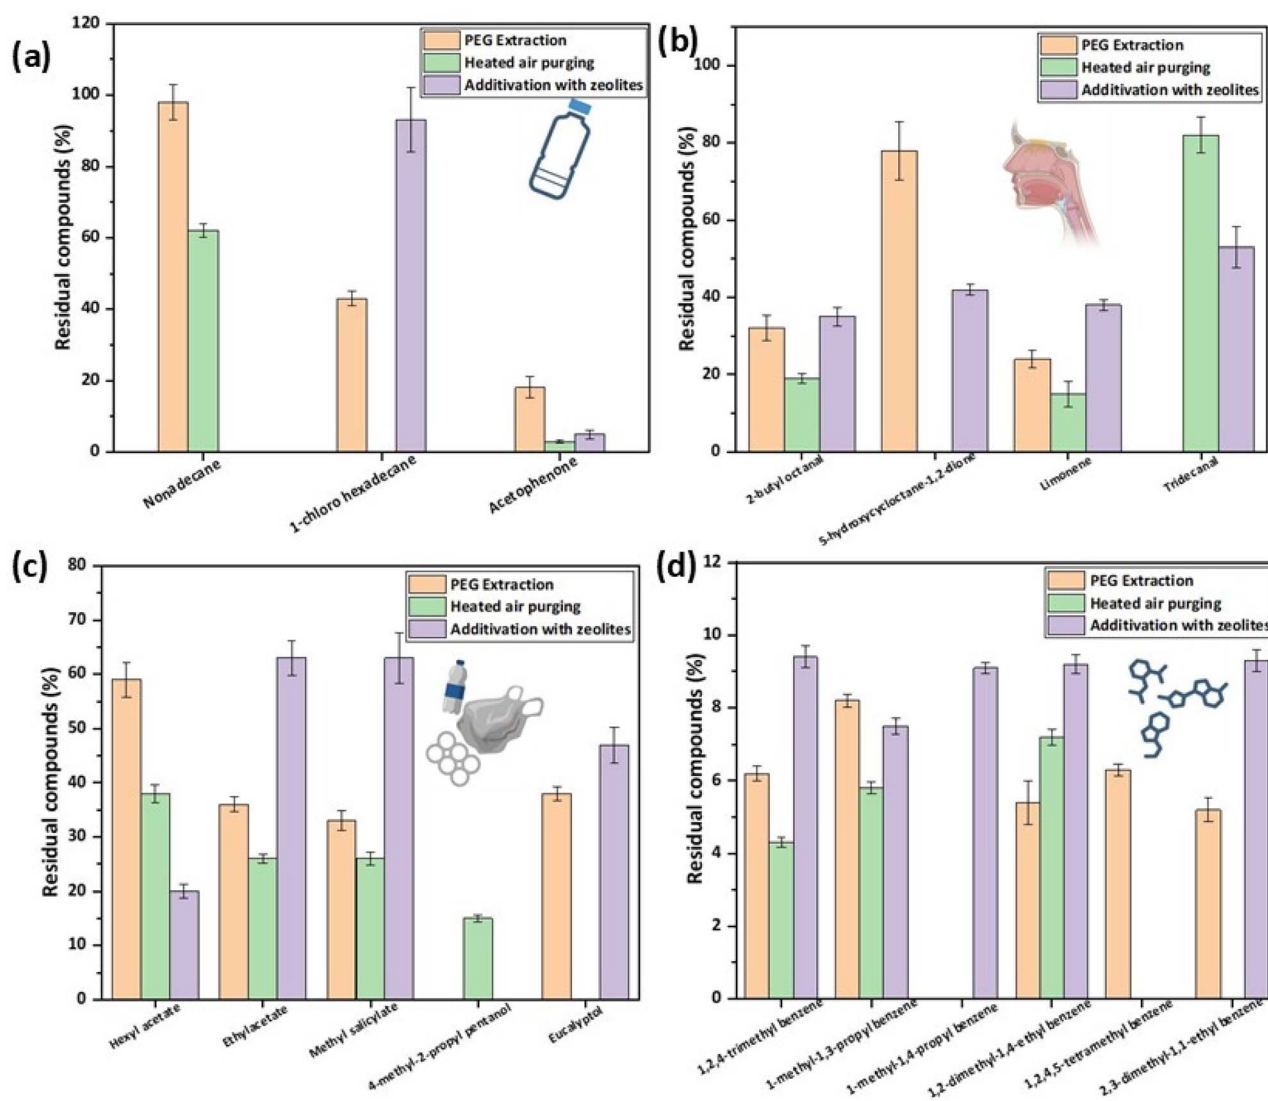 (a)
120
100
80
60
40
20
0
Residual compounds (%)
PEG Extraction
Heated air purging
Additivation with zeolites
Nonadecane
1-chloro hexadecane
Acetophenone
(b)
100
80
60
40
20
0
Residual compounds (%)
PEG Extraction
Heated air purging
Additivation with zeolites
2-butyl octanal
5-hydroxycycloctane-1,2-dione
Limonene
Tridecanal
(c)
80
70
60
50
40
30
20
10
0
Residual compounds (%)
PEG Extraction
Heated air purging
Additivation with zeolites
Hexyl acetate
Ethylacetate
Methyl salicylate
4-methyl-2-propyl pentanol
Eucalyptol
(d)
12
10
8
6
4
2
0
Residual compounds (%)
PEG Extraction
Heated air purging
Additivation with zeolites
1,2,4-trimethyl benzene
1-methyl-1,3-propyl benzene
1-methyl-1,4-propyl benzene
1,2-dimethyl-1,4-ethyl benzene
1,2,4,5-tetramethyl benzene
2,3-dimethyl-1,1-ethyl benzene